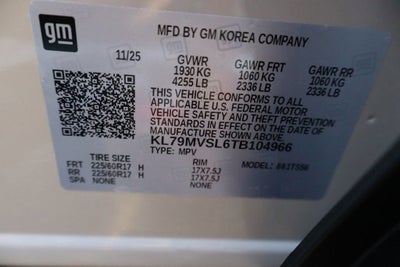 gm
MFD BY GM KOREA COMPANY
11/25 GVWR GAWR FRT GAWR RR
1930 KG 1060 KG 1060 KG
4255 LB 2336 LB 2336 LB
THIS VEHICLE CONFORMS TO ALL
APPLICABLE U.S. FEDERAL MOTOR
VEHICLE SAFETY AND THEFT PREVENTION
STANDARDS IN EFFECT ON THE DATE OF
MANUFACTURE SHOWN ABOVE.
KL79MVSL6TB104966
TYPE: MPV
TIRE SIZE RIM MODEL:
FRT 225/60R17 H 17X7.5J
RR 225/60R17 H 17X7.5J
SPA NONE NONE